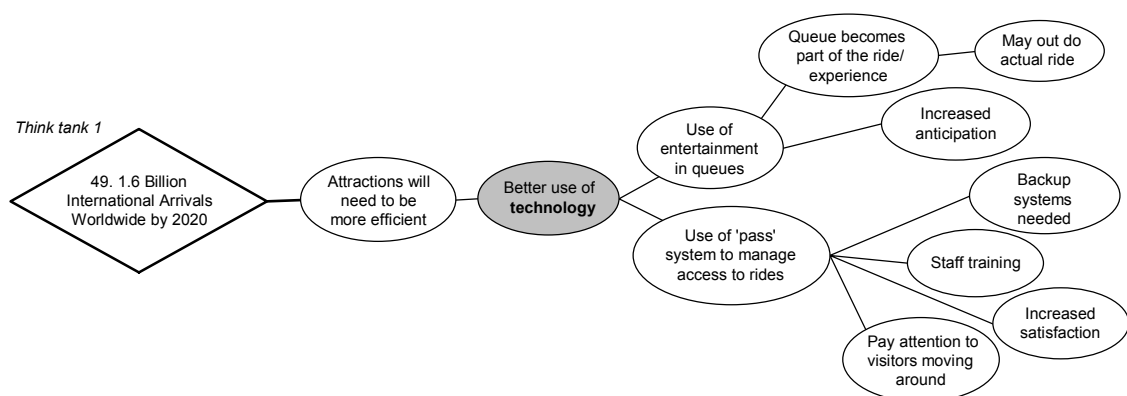 Think tank 1
49. 1.6 Billion
International Arrivals
Worldwide by 2020
Attractions will
need to be
more efficient
Better use of
technology
Use of
entertainment
in queues
Queue becomes
part of the ride/
experience
May out do
actual ride
Increased
anticipation
Use of 'pass'
system to manage
access to rides
Backup
systems
needed
Staff training
Increased
satisfaction
Pay attention to
visitors moving
around